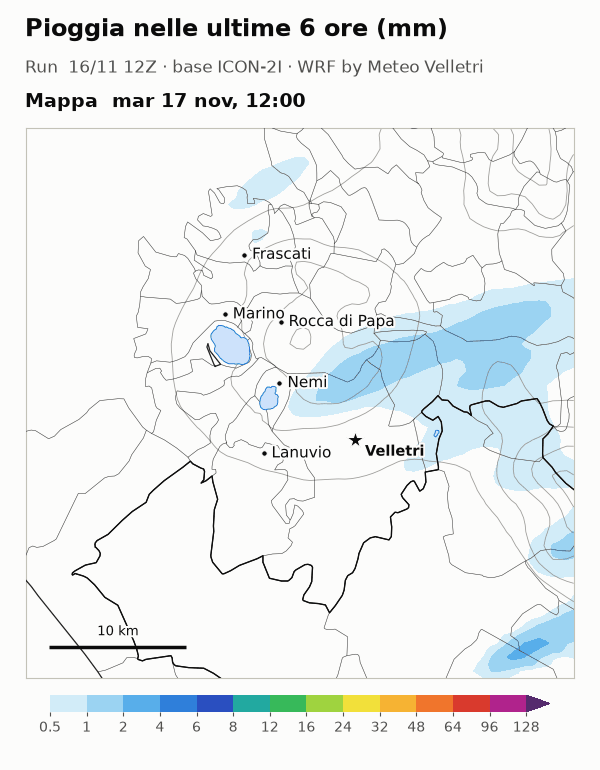 Pioggia nelle ultime 6 ore (mm)
Run  16/11 12Z · base ICON-2I · WRF by Meteo Velletri
Mappa  mar 17 nov, 12:00
Frascati
Marino
Rocca di Papa
Nemi
Velletri
Lanuvio
10 km
0.5 1 2 4 6 8 12 16 24 32 48 64 96 128